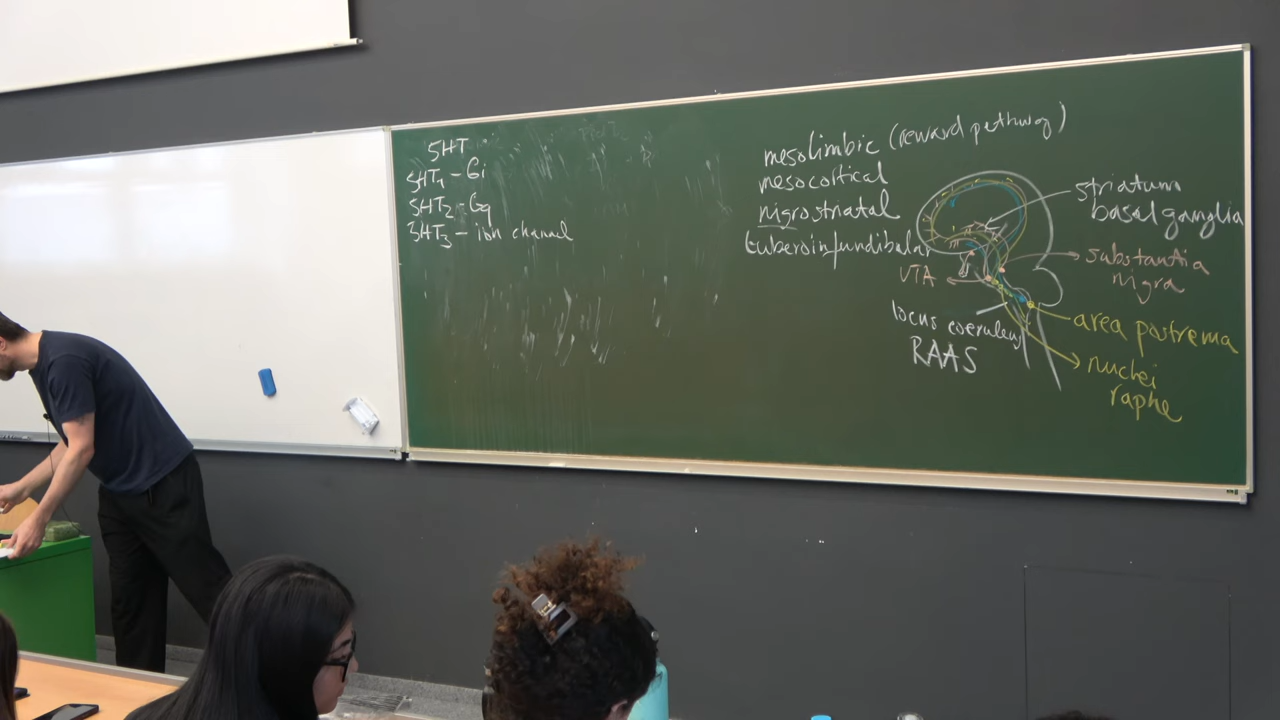 5HT
5HT1 - Gi
5HT2 - Gq
5HT3 - ion channel
mesolimbic (reward pathway)
mesocortical
nigrostriatal
tuberoinfundibular
striatum
basal ganglia
substantia
nigra
VTA
locus coeruleus
RAAS
area postrema
nuclei
raphe